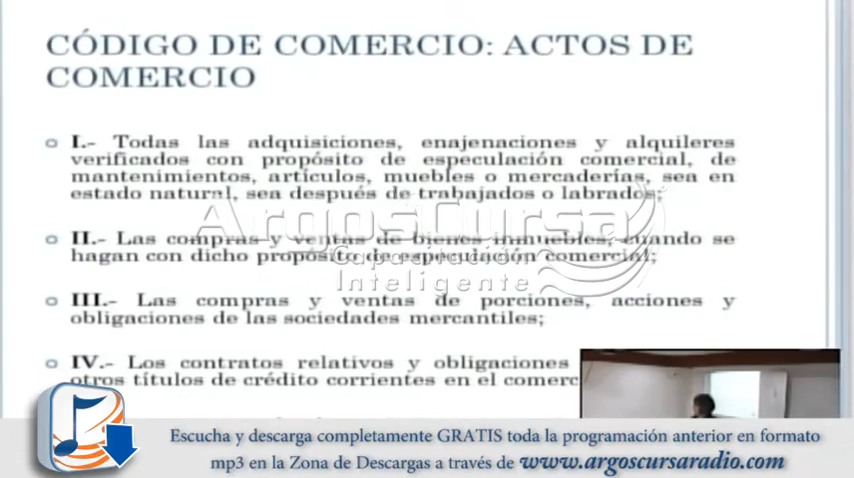 CÓDIGO DE COMERCIO: ACTOS DE
COMERCIO
I.- Todas las adquisiciones, enajenaciones y alquileres
verificados con propósito de especulación comercial, de
mantenimientos, artículos, muebles o mercaderías, sea en
estado natural, sea después de trabajados o labrados;
II.- Las compras y ventas de bienes inmuebles, cuando se
hagan con dicho propósito de especulación comercial;
III.- Las compras y ventas de porciones, acciones y
obligaciones de las sociedades mercantiles;
IV.- Los contratos relativos y obligaciones
otros títulos de crédito corrientes en el comerc
ArgosCursa
Capacitación
Inteligente
Escucha y descarga completamente GRATIS toda la programación anterior en formato
mp3 en la Zona de Descargas a través de www.argoscursaradio.com